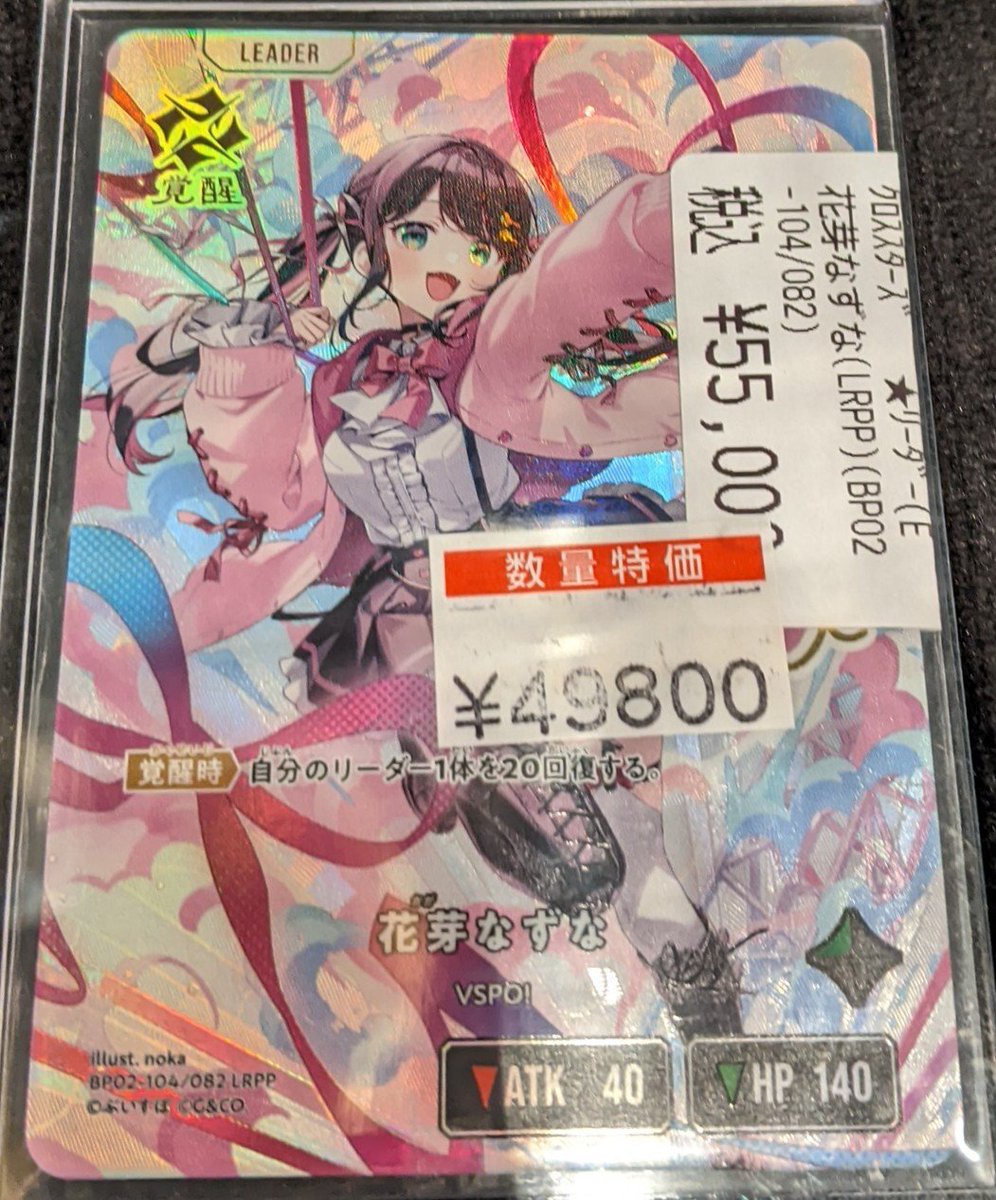 LEADER
覚醒
クロススターズ ★リーダー(E
花芽なずな(LRPP)(BP02
-104/082)
税込 ¥55,00
数量特価
¥49800
覚醒時 自分のリーダー1体を20回復する。
花芽なずな
VSPO!
ATK 40
HP 140
illust. noka
BP02-104/082 LRPP
©ぶいすぽ ©G&CO.